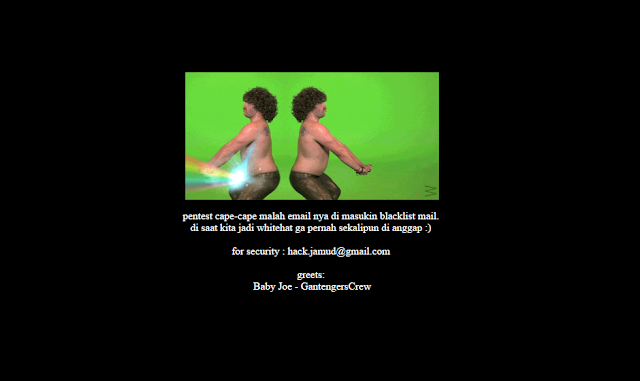 pentest cape-cape malah email nya di masukin blacklist mail.
di saat kita jadi whitehat ga pernah sekalipun di anggap :)
for security : hack.jamud@gmail.com
greets:
Baby Joe - GantengersCrew